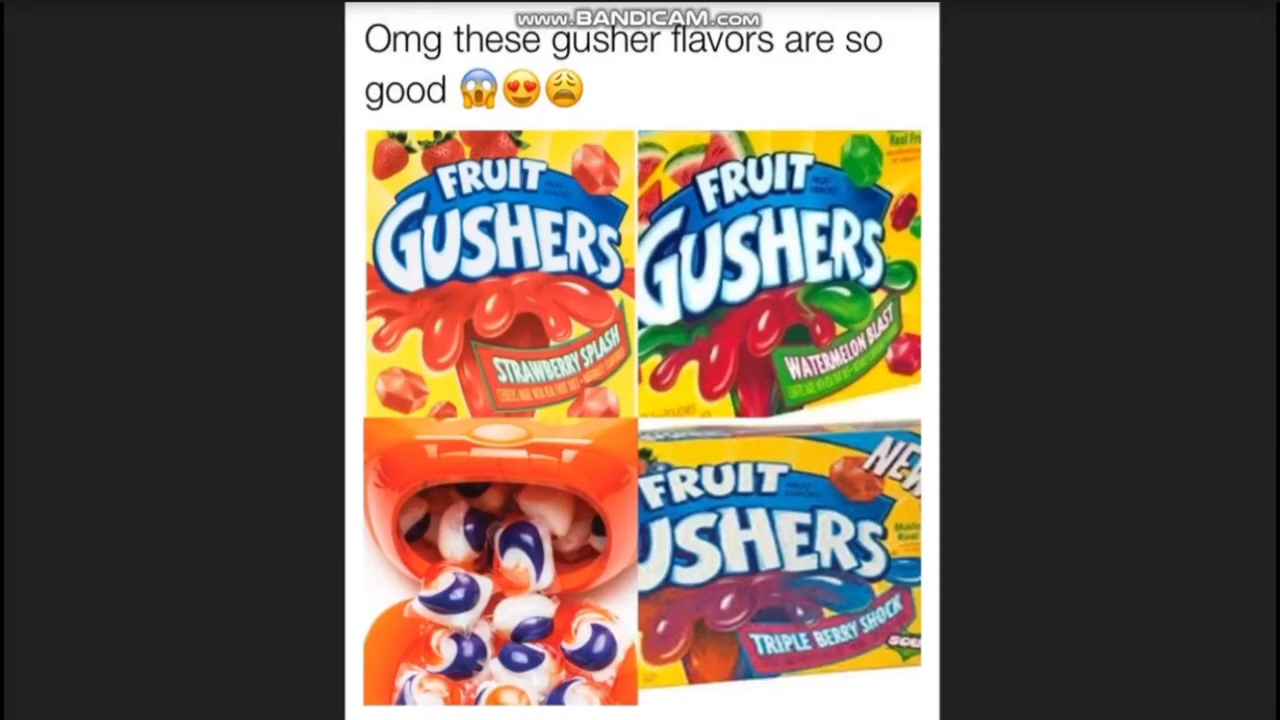 www.BANDICAM.com
Omg these gusher flavors are so
good 😱😍😩
FRUIT
GUSHERS
STRAWBERRY SPLASH
FRUIT
GUSHERS
WATERMELON BLAST
FRUIT
USHERS
NEW
TRIPLE BERRY SHOCK